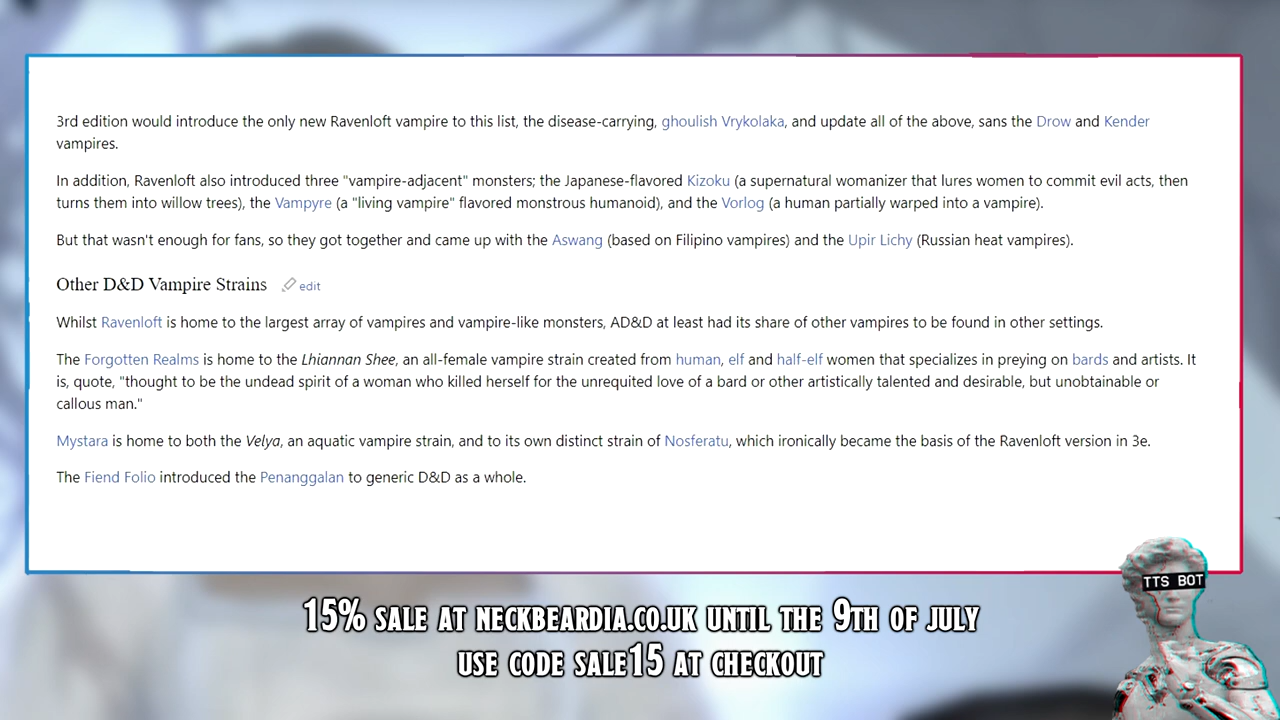 3rd edition would introduce the only new Ravenloft vampire to this list, the disease-carrying, ghoulish Vrykolaka, and update all of the above, sans the Drow and Kender
vampires.
In addition, Ravenloft also introduced three "vampire-adjacent" monsters; the Japanese-flavored Kizoku (a supernatural womanizer that lures women to commit evil acts, then
turns them into willow trees), the Vampyre (a "living vampire" flavored monstrous humanoid), and the Vorlog (a human partially warped into a vampire).
But that wasn't enough for fans, so they got together and came up with the Aswang (based on Filipino vampires) and the Upir Lichy (Russian heat vampires).
Other D&D Vampire Strains edit
Whilst Ravenloft is home to the largest array of vampires and vampire-like monsters, AD&D at least had its share of other vampires to be found in other settings.
The Forgotten Realms is home to the Lhiannan Shee, an all-female vampire strain created from human, elf and half-elf women that specializes in preying on bards and artists. It
is, quote, "thought to be the undead spirit of a woman who killed herself for the unrequited love of a bard or other artistically talented and desirable, but unobtainable or
callous man."
Mystara is home to both the Velya, an aquatic vampire strain, and to its own distinct strain of Nosferatu, which ironically became the basis of the Ravenloft version in 3e.
The Fiend Folio introduced the Penanggalan to generic D&D as a whole.
TTS BOT
15% SALE AT NECKBEARDIA.CO.UK UNTIL THE 9TH OF JULY
USE CODE SALE15 AT CHECKOUT